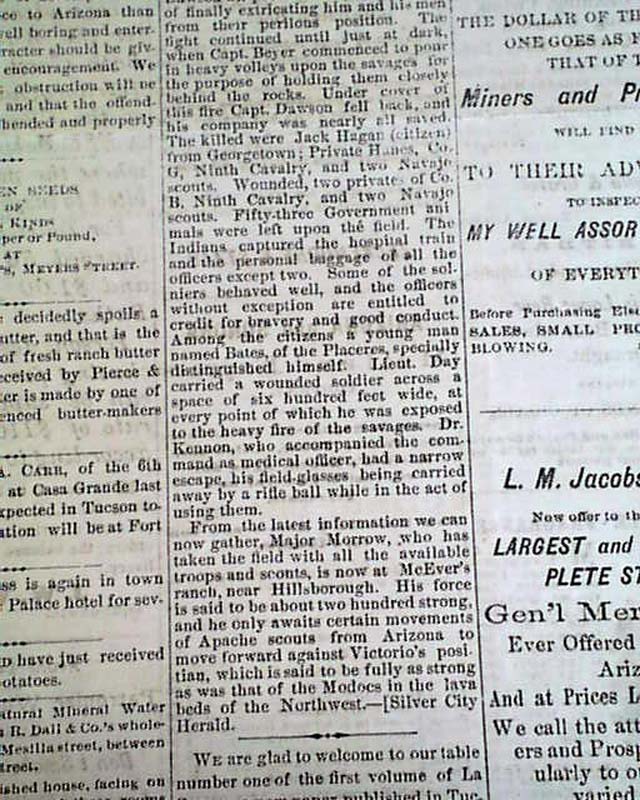 ce to Arizona than
vell boring and enter-
racter should be giv-
encouragement. We
obstruction will be
and that the offend-
hended and properly
EN SEEDS
OF
KINDS
per or Pound,
AT
'S, MEYERS STREET.
decidedly spoils a
utter, and that is the
of fresh ranch butter
eceived by Pierce &
er is made by one of
enced butter-makers
A. CARR, of the 6th
at Casa Grande last
xpected in Tucson to-
ation will be at Fort
ss is again in town
Palace hotel for sev-
D have just received
otatoes.
atural Mineral Water
R. Dall & Co.'s whole-
Mesilla street, between
treet.
ished house, facing on
of finally extricating him and his men
from their perilous position. The
fight continued until just at dark,
when Capt. Beyer commenced to pour
in heavy volleys upon the savages for
the purpose of holding them closely
behind the rocks. Under cover of
this fire Capt. Dawson fell back, and
his company was nearly all saved.
The killed were Jack Hagan (citizen)
from Georgetown; Private Hanes, Co.
G, Ninth Cavalry, and two Navajo
scouts. Wounded, two privates of Co.
B, Ninth Cavalry, and two Navajo
scouts. Fifty-three Government ani
mals were left upon the field. The
Indians captured the hospital train
and the personal baggage of all the
officers except two. Some of the sol-
niers behaved well, and the officers
without exception are entitled to
credit for bravery and good conduct.
Among the citizens a young man
named Bates, of the Placeres, specially
distinguished himself. Lieut. Day
carried a wounded soldier across a
space of six hundred feet wide, at
every point of which he was exposed
to the heavy fire of the savages. Dr.
Kennon, who accompanied the com-
mand as medical officer, had a narrow
escape, his field-glasses being carried
away by a rifle ball while in the act of
using them.
From the latest information we can
now gather, Major Morrow, who has
taken the field with all the available
troops and sconts, is now at McEver's
ranch, near Hillsborough. His force
is said to be about two hundred strong,
and he only awaits certain movements
of Apache scouts from Arizona to
move forward against Victorio's posi-
tian, which is said to be fully as strong
as was that of the Modocs in the lava
beds of the Northwest.—[Silver City
Herald.
WE are glad to welcome to our table
number one of the first volume of La
published in Tuc-
THE DOLLAR OF TE
ONE GOES AS F
THAT OF T
Miners and Pr
WILL FIND
TO THEIR ADV
TO INSPEC
MY WELL ASSOR
OF EVERYT
Before Purchasing Else
SALES, SMALL PRO
BLOWING.
L. M. Jacobs
Now offer to th
LARGEST and
PLETE ST
Gen'l Mer
Ever Offered
Ariz
And at Prices L
We call the att
ers and Prosp
ularly to o
varied